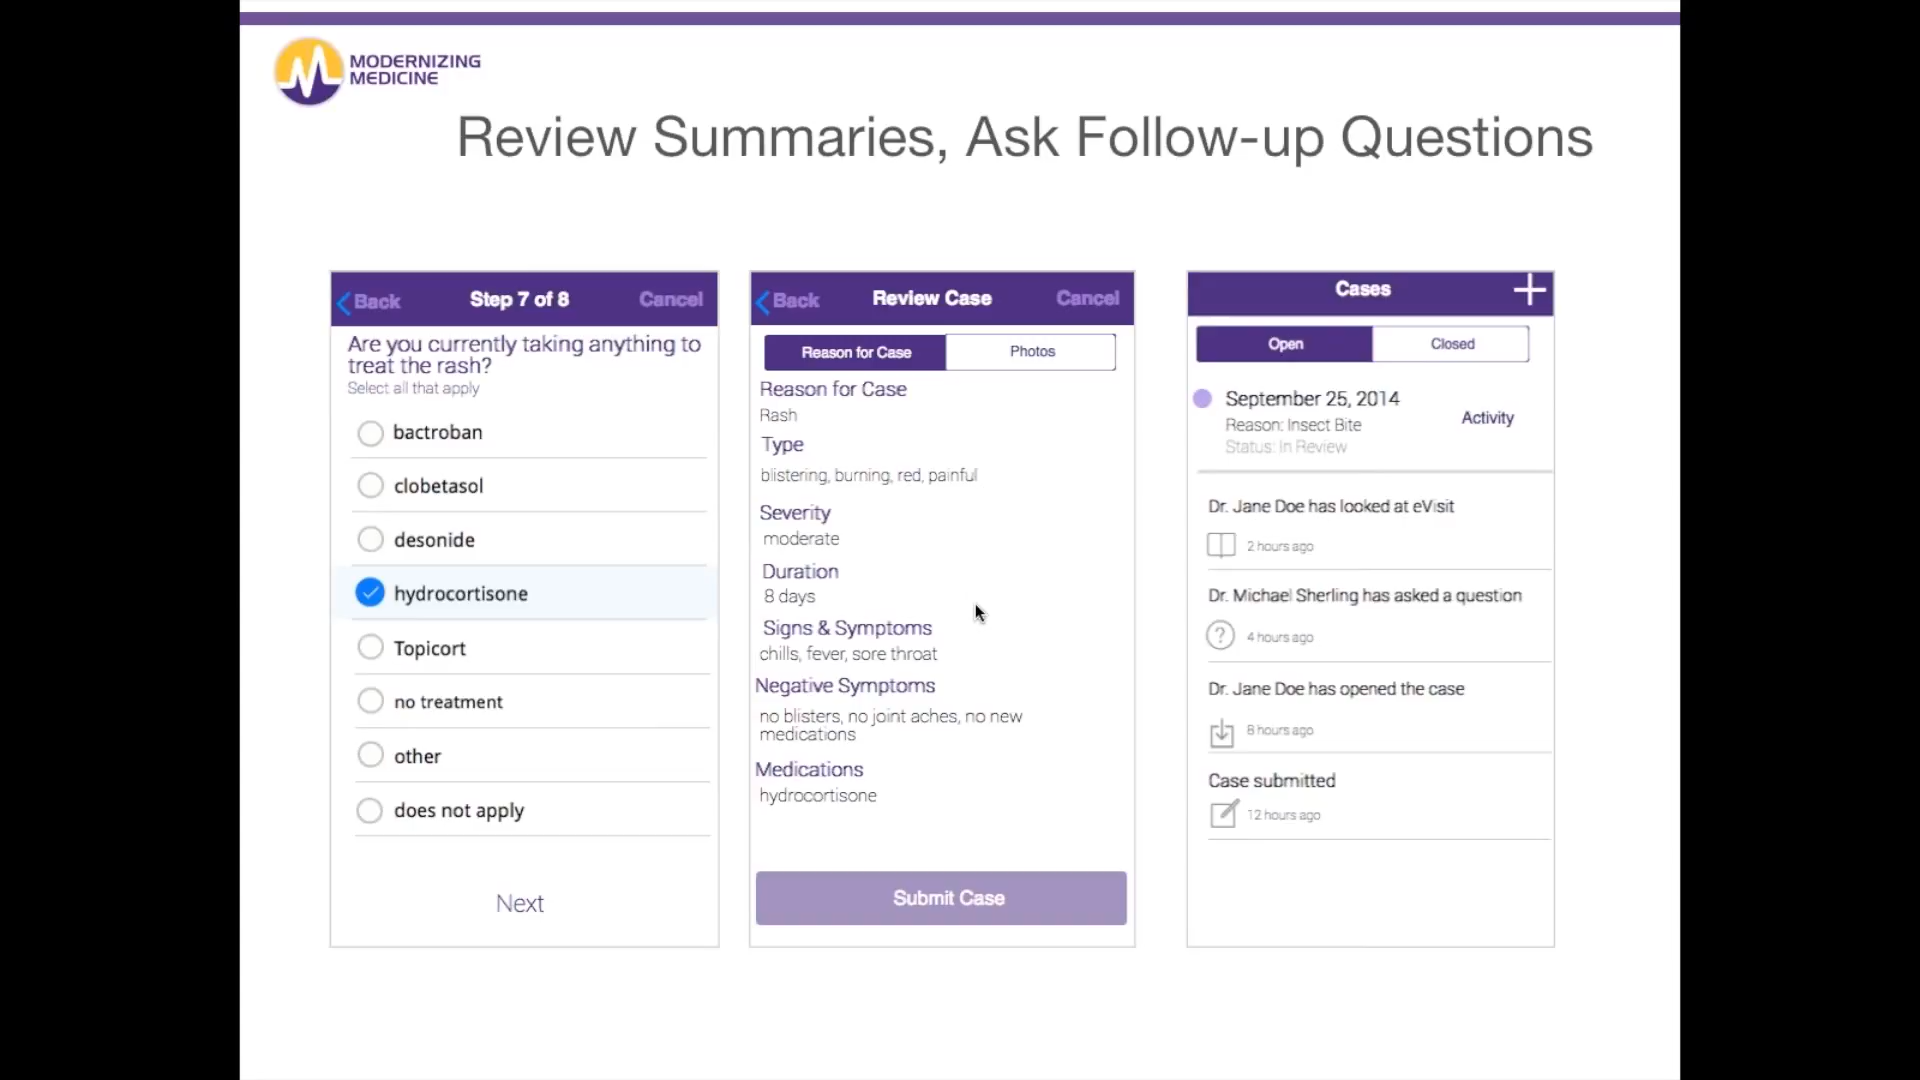 MODERNIZING
MEDICINE
Review Summaries, Ask Follow-up Questions
Back
Step 7 of 8
Cancel
Are you currently taking anything to
treat the rash?
Select all that apply
bactroban
clobetasol
desonide
hydrocortisone
Topicort
no treatment
other
does not apply
Next
Back
Review Case
Cancel
Reason for Case
Photos
Reason for Case
Rash
Type
blistering, burning, red, painful
Severity
moderate
Duration
8 days
Signs & Symptoms
chills, fever, sore throat
Negative Symptoms
no blisters, no joint aches, no new
medications
Medications
hydrocortisone
Submit Case
Cases
Open
Closed
September 25, 2014
Reason: Insect Bite
Status: In Review
Activity
Dr. Jane Doe has looked at eVisit
2 hours ago
Dr. Michael Sherling has asked a question
4 hours ago
Dr. Jane Doe has opened the case
8 hours ago
Case submitted
12 hours ago